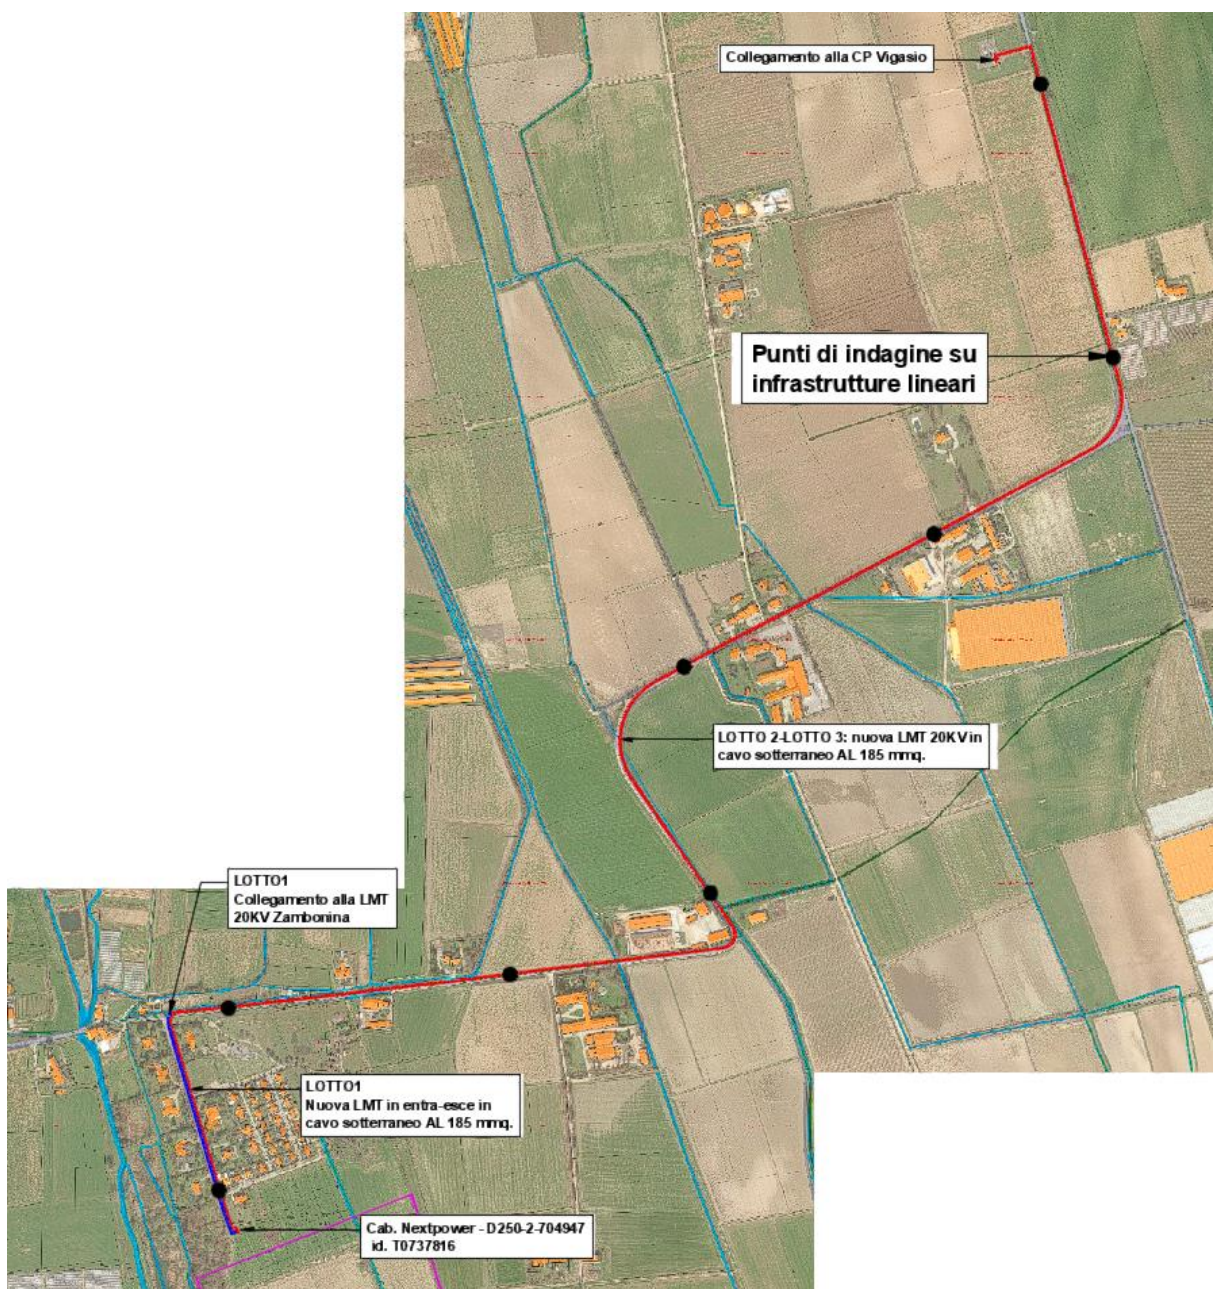 Collegamento alla CP Vigasio
Punti di indagine su
infrastrutture lineari
LOTTO 2-LOTTO 3: nuova LMT 20KV in
cavo sotterraneo AL 185 mmq.
LOTTO1
Collegamento alla LMT
20KV Zambonina
LOTTO1
Nuova LMT in entra-esce in
cavo sotterraneo AL 185 mmq.
Cab. Nextpower - D250-2-704947
id. T0737816